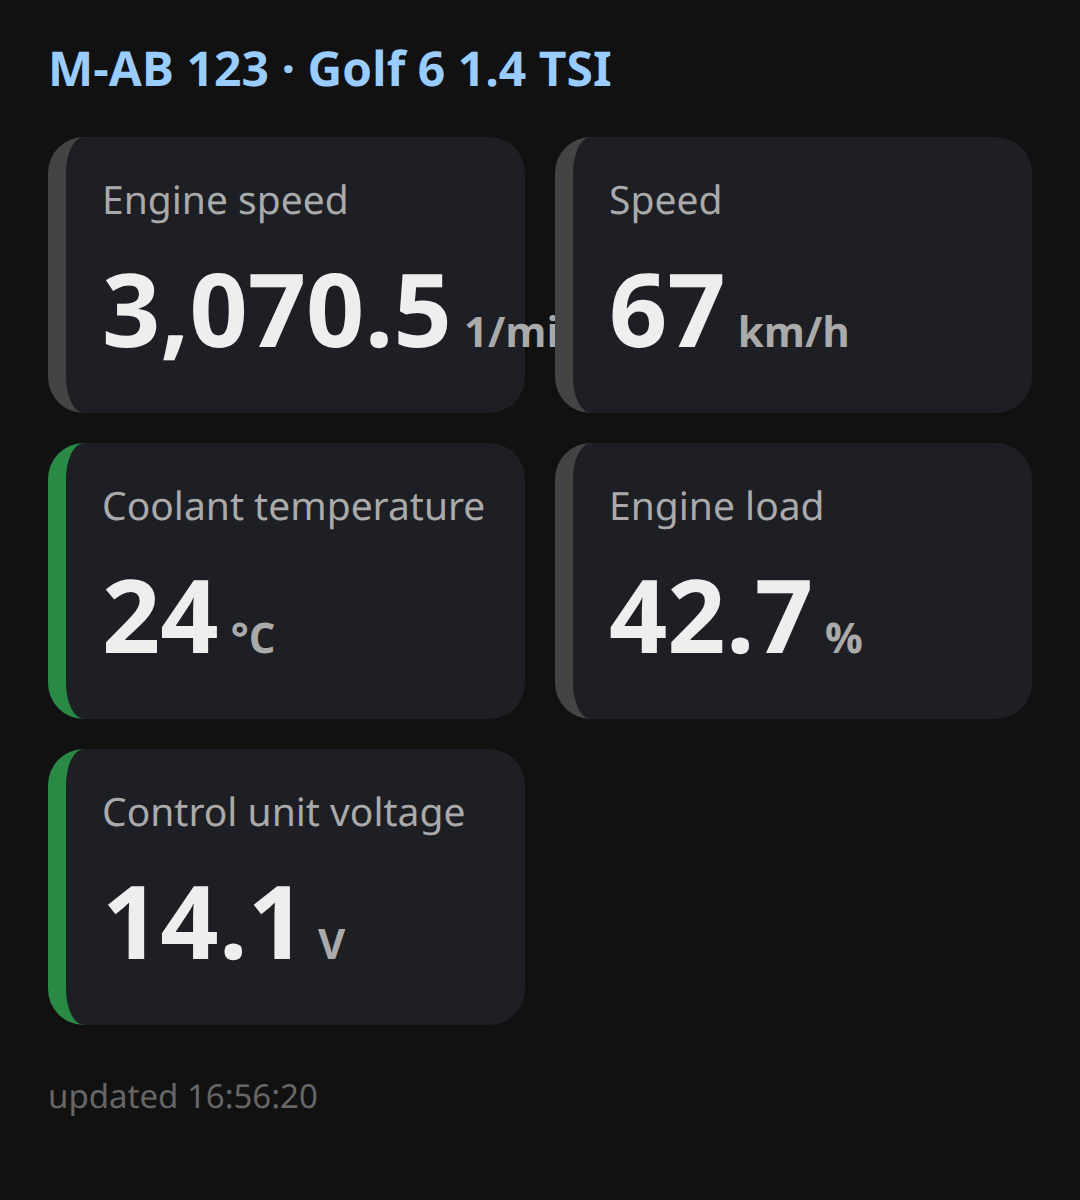 M-AB 123 · Golf 6 1.4 TSI
Engine speed
3,070.5 1/mi
Speed
67 km/h
Coolant temperature
24 °C
Engine load
42.7 %
Control unit voltage
14.1 V
updated 16:56:20